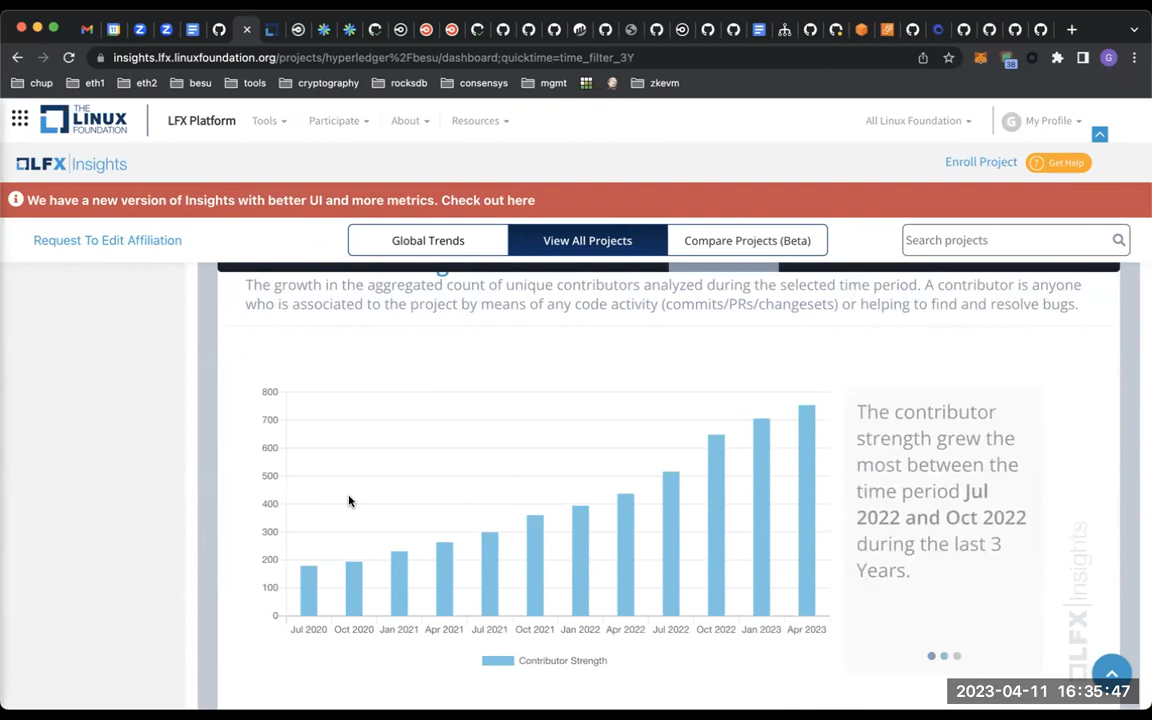 insights.lfx.linuxfoundation.org/projects/hyperledger%2Fbesu/dashboard;quicktime=time_filter_3Y
38
G
chup
eth1
eth2
besu
tools
cryptography
rocksdb
consensys
mgmt
zkevm
THE LINUX FOUNDATION
LFX Platform
Tools
Participate
About
Resources
All Linux Foundation
G
My Profile
LFX Insights
Enroll Project
? Get Help
We have a new version of Insights with better UI and more metrics. Check out here
Request To Edit Affiliation
Global Trends
View All Projects
Compare Projects (Beta)
Search projects
The growth in the aggregated count of unique contributors analyzed during the selected time period. A contributor is anyone
who is associated to the project by means of any code activity (commits/PRs/changesets) or helping to find and resolve bugs.
800
700
600
500
400
300
200
100
0
Jul 2020 Oct 2020 Jan 2021 Apr 2021 Jul 2021 Oct 2021 Jan 2022 Apr 2022 Jul 2022 Oct 2022 Jan 2023 Apr 2023
Contributor Strength
The contributor
strength grew the
most between the
time period Jul
2022 and Oct 2022
during the last 3
Years.
LFX Insights
2023-04-11 16:35:47